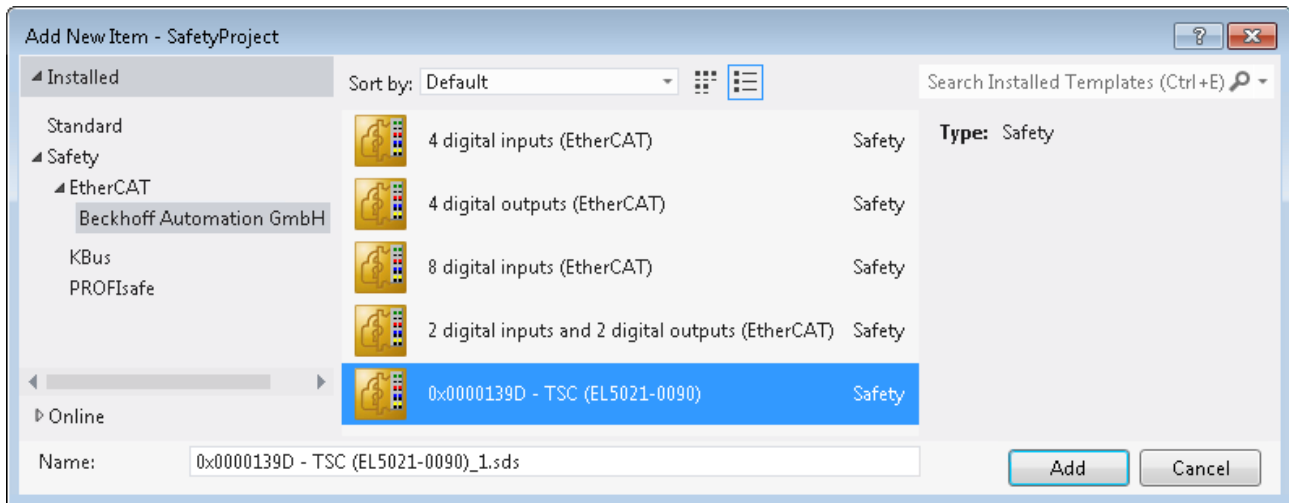 Add New Item - SafetyProject
Installed
Sort by: Default
Search Installed Templates (Ctrl+E)
Standard
Safety
EtherCAT
Beckhoff Automation GmbH
KBus
PROFIsafe
Online
4 digital inputs (EtherCAT) Safety
4 digital outputs (EtherCAT) Safety
8 digital inputs (EtherCAT) Safety
2 digital inputs and 2 digital outputs (EtherCAT) Safety
0x0000139D - TSC (EL5021-0090) Safety
Type: Safety
Name: 0x0000139D - TSC (EL5021-0090)_1.sds
Add Cancel